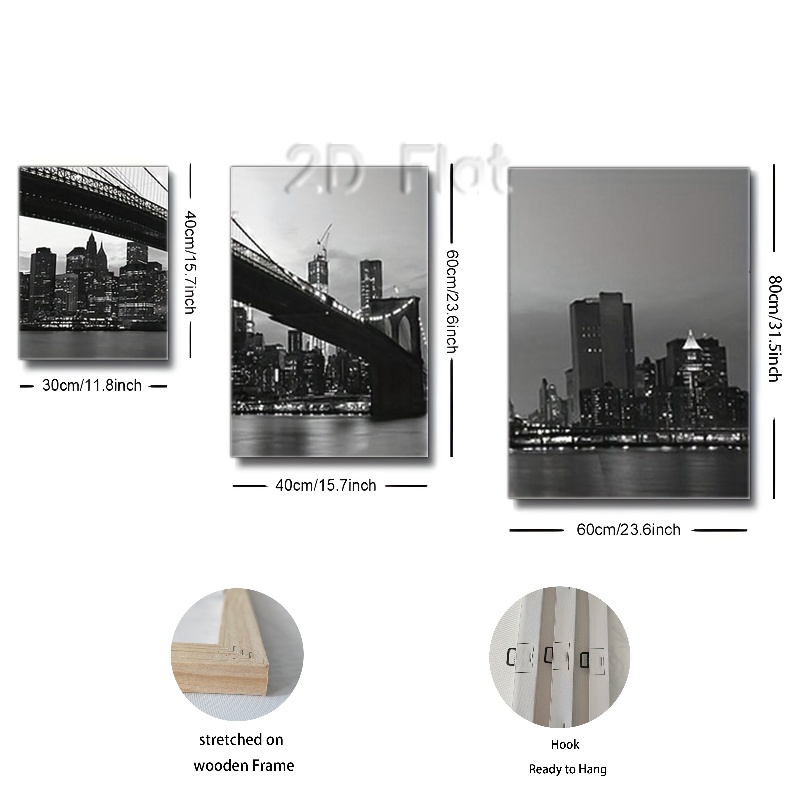 2D Flat
40cm/15.7inch
30cm/11.8inch
60cm/23.6inch
40cm/15.7inch
80cm/31.5inch
60cm/23.6inch
stretched on
wooden Frame
Hook
Ready to Hang